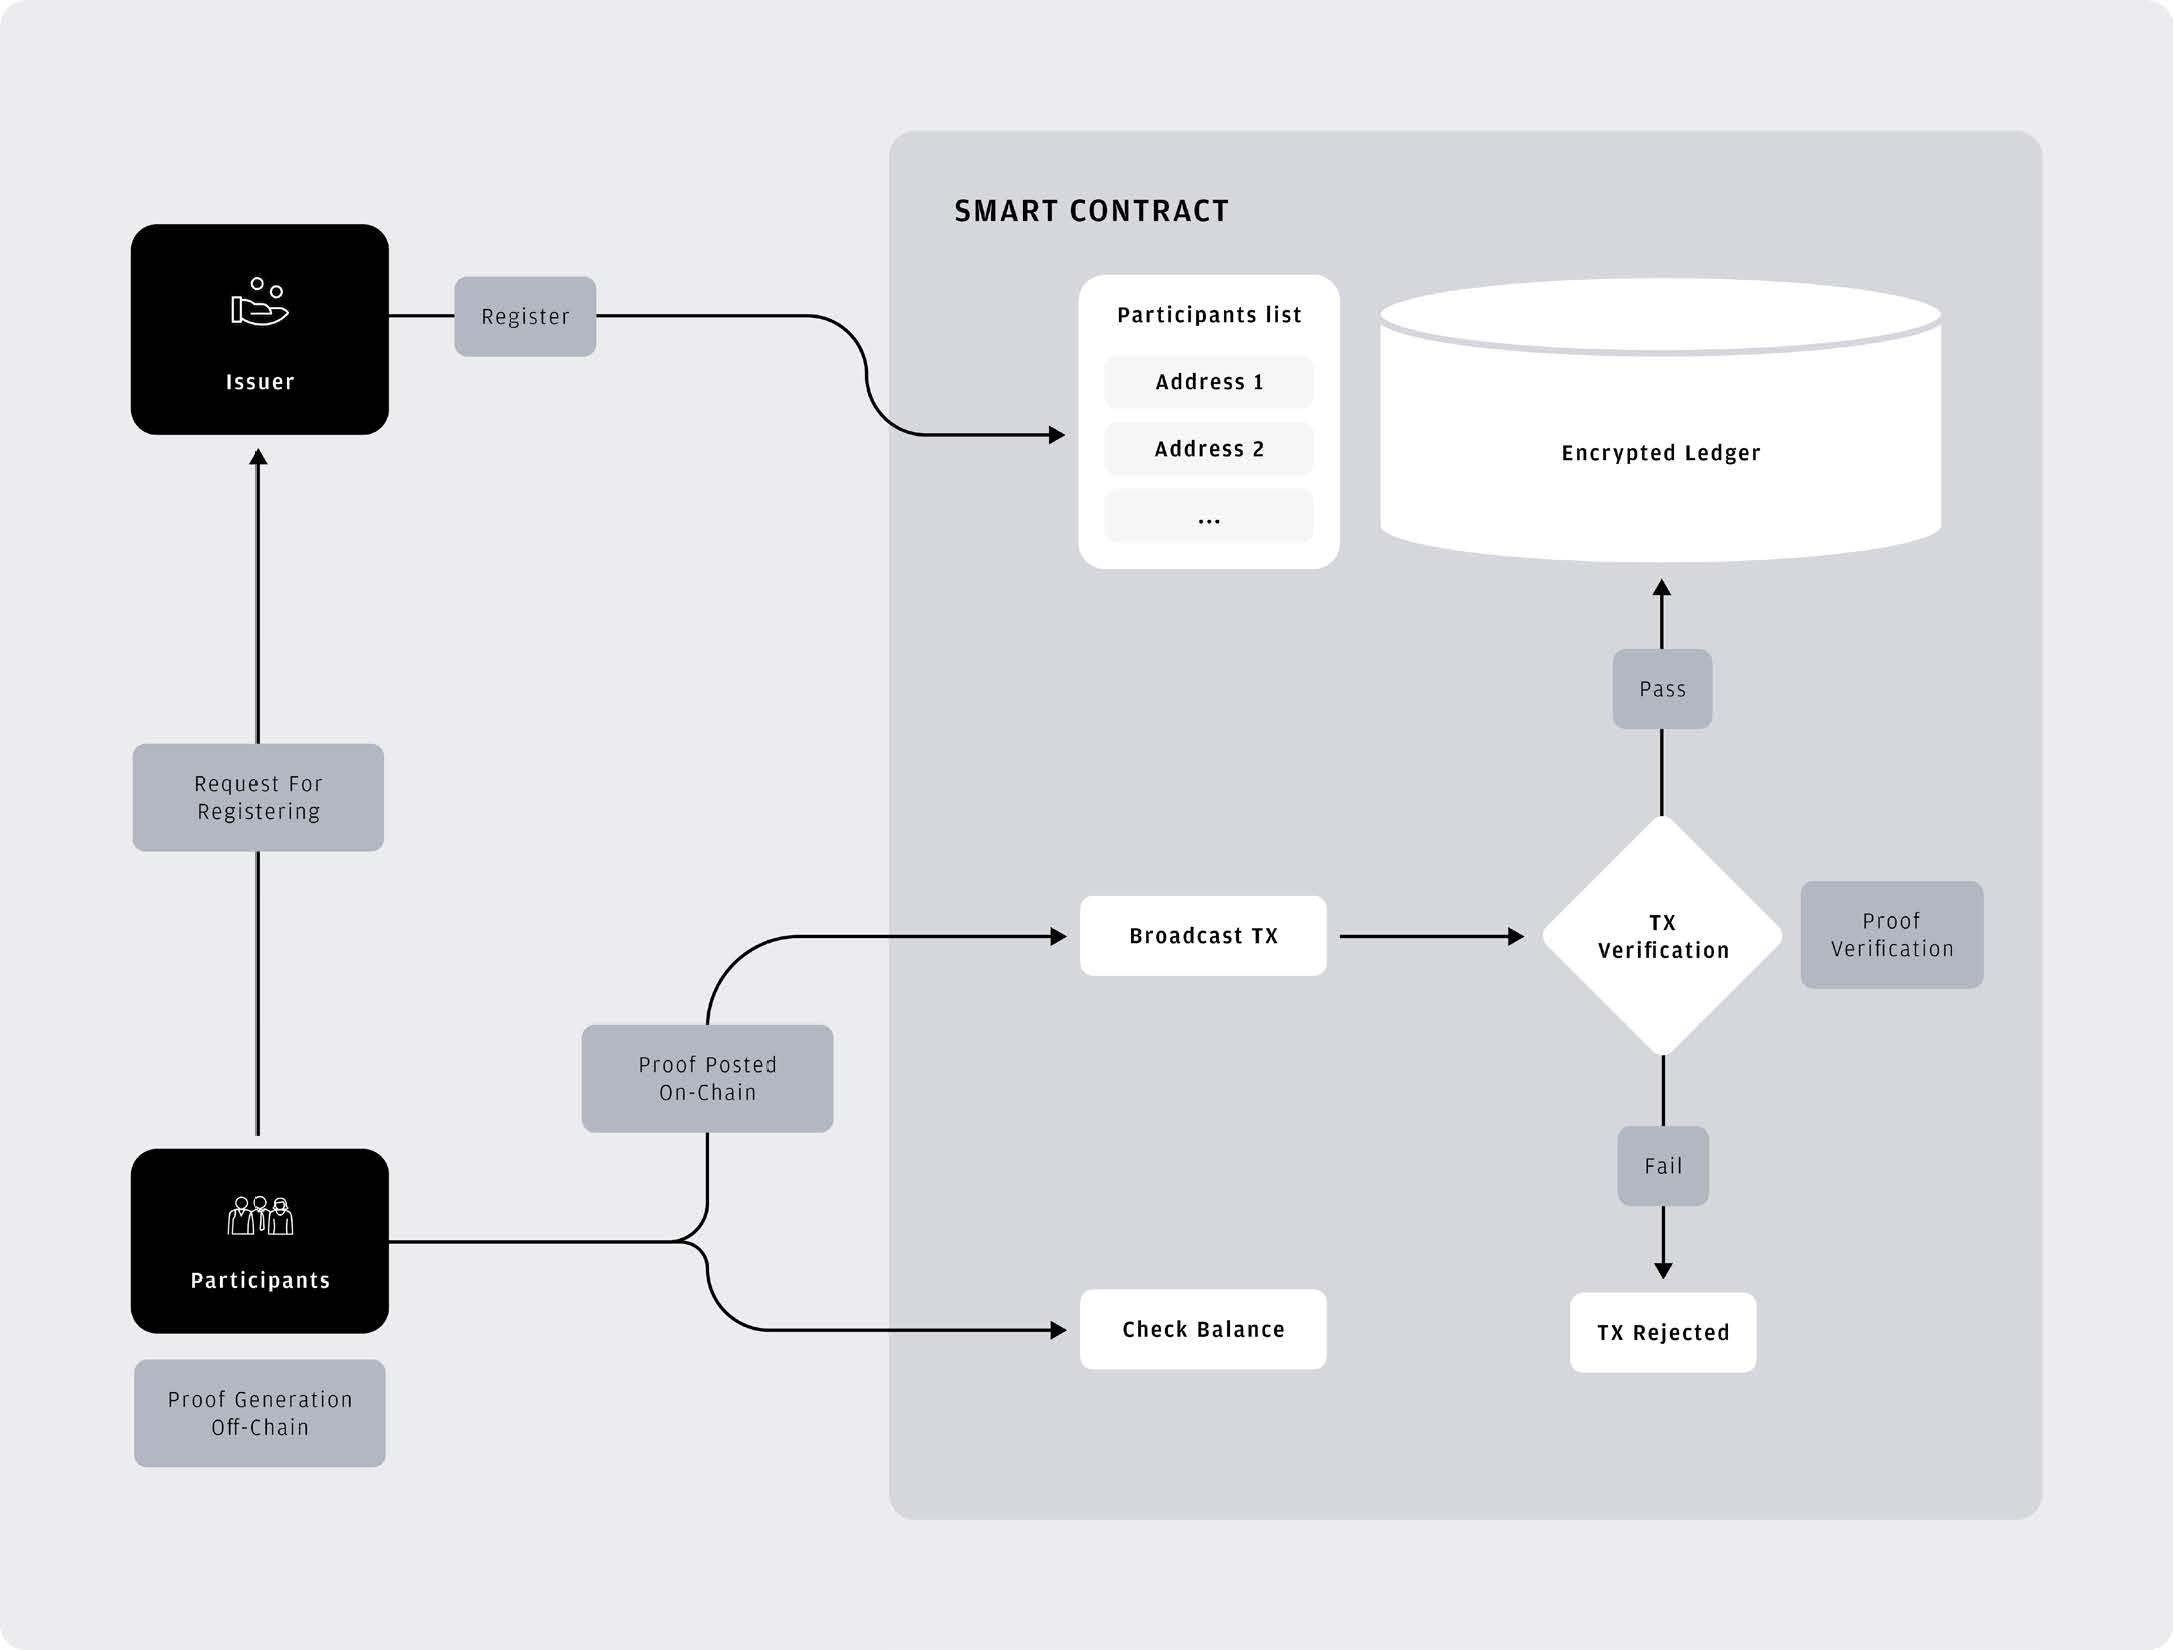 SMART CONTRACT
Issuer
Register
Participants list
Address 1
Address 2
...
Encrypted Ledger
Request For
Registering
Pass
Broadcast TX
TX
Verification
Proof
Verification
Proof Posted
On-Chain
Fail
Participants
Check Balance
TX Rejected
Proof Generation
Off-Chain